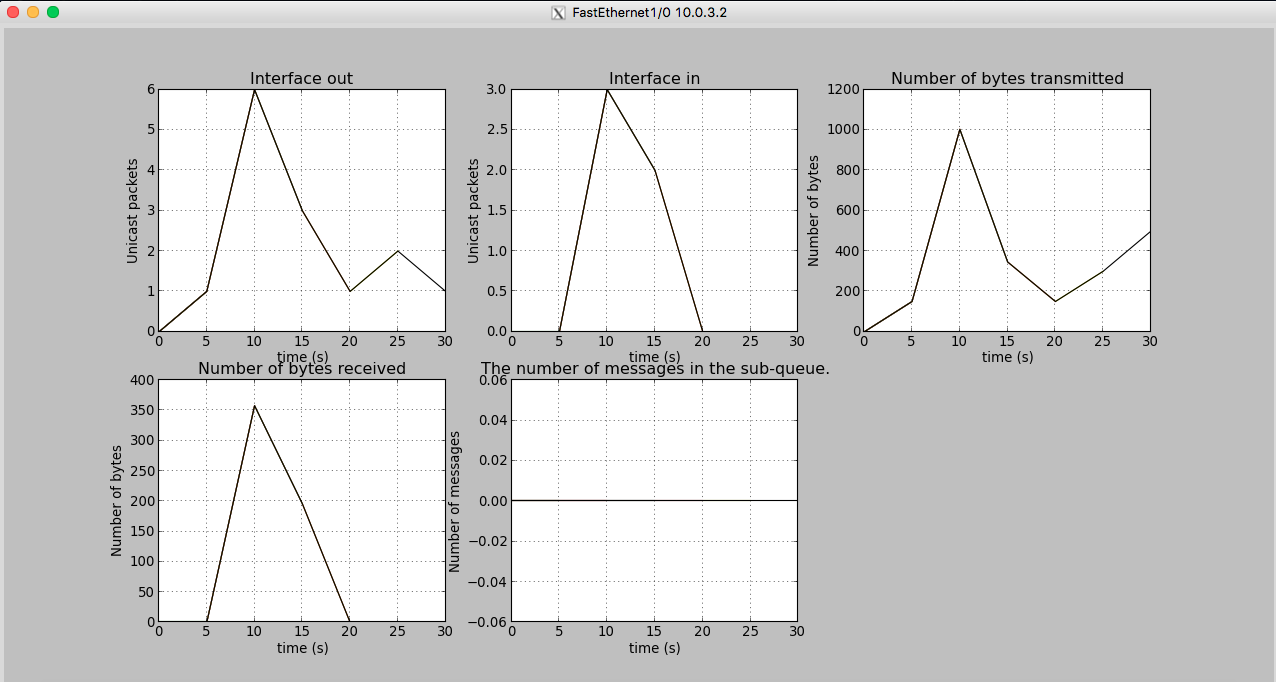 FastEthernet1/0 10.0.3.2
Interface out
6
5
4
3
2
1
0
Unicast packets
0 5 10 15 20 25 30
time (s)
Interface in
3.0
2.5
2.0
1.5
1.0
0.5
0.0
Unicast packets
0 5 10 15 20 25 30
time (s)
Number of bytes transmitted
1200
1000
800
600
400
200
0
Number of bytes
0 5 10 15 20 25 30
time (s)
Number of bytes received
400
350
300
250
200
150
100
50
0
Number of bytes
0 5 10 15 20 25 30
time (s)
The number of messages in the sub-queue.
0.06
0.04
0.02
0.00
−0.02
−0.04
−0.06
Number of messages
0 5 10 15 20 25 30
time (s)